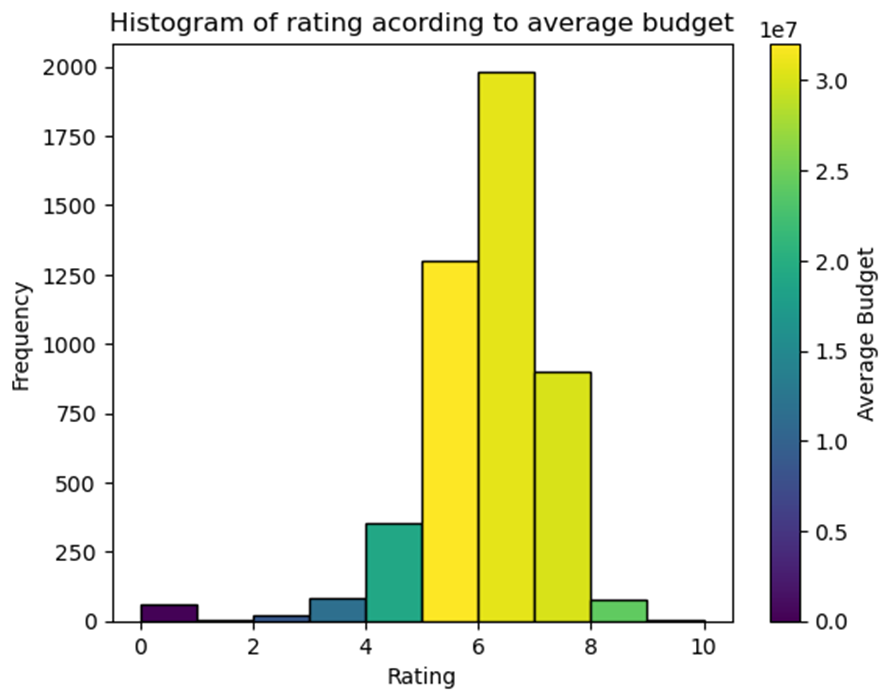 Histogram of rating acording to average budget
1e7
2000
1750
1500
1250
1000
750
500
250
0
Frequency
0 2 4 6 8 10
Rating
3.0
2.5
2.0
1.5
1.0
0.5
0.0
Average Budget